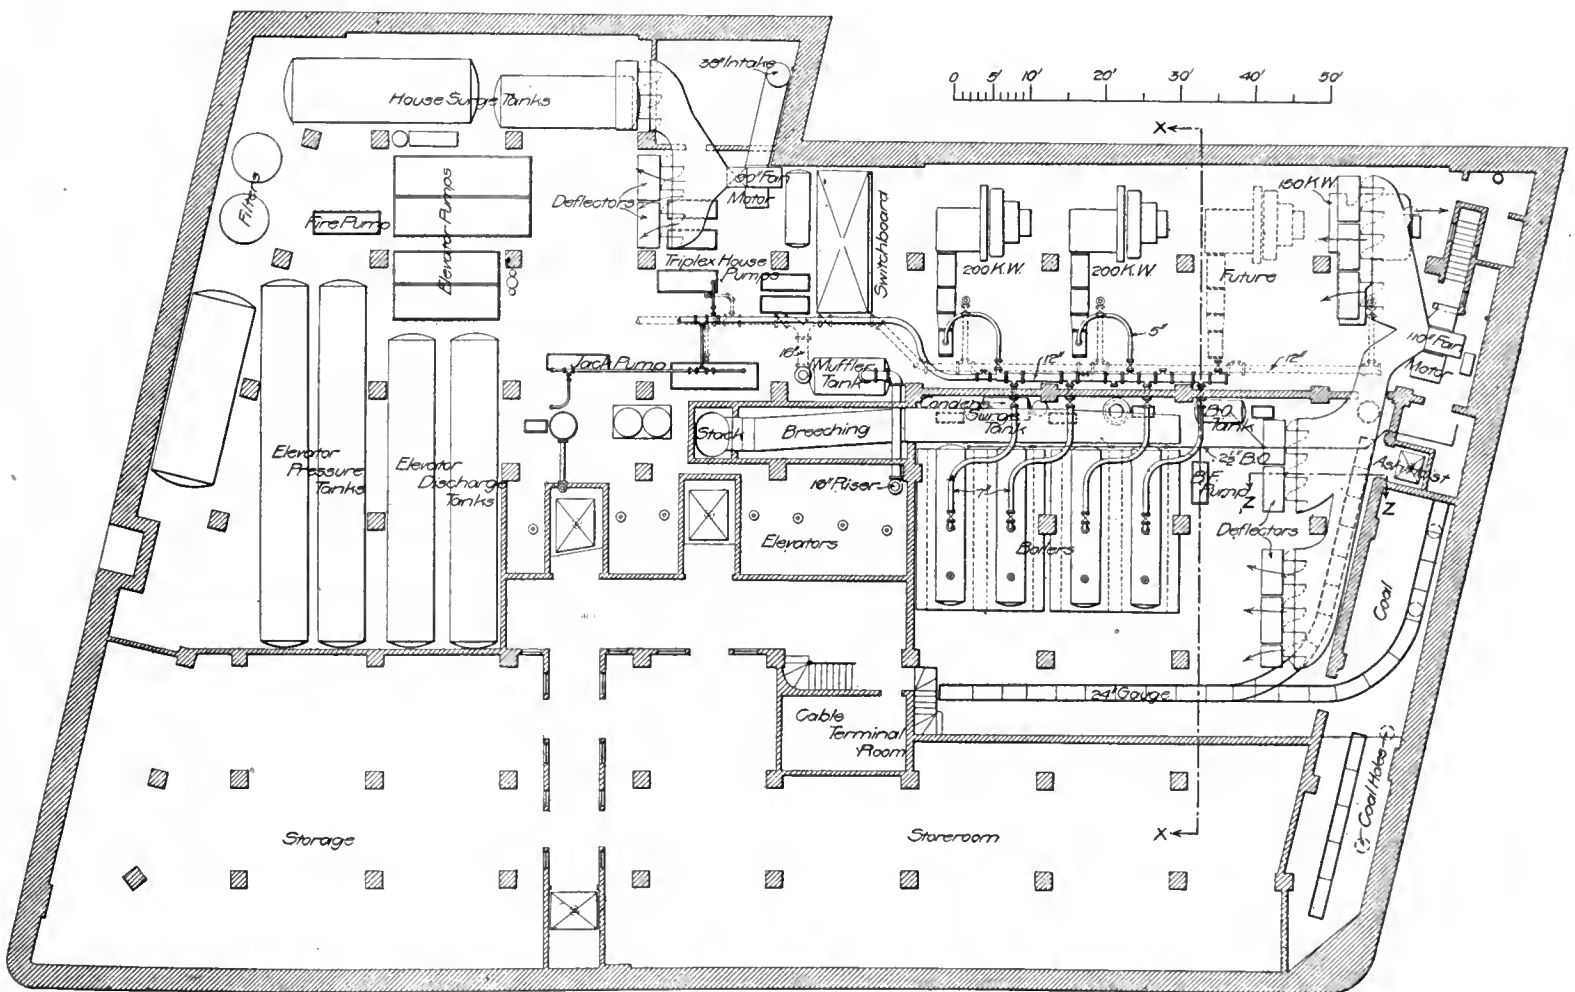 38" Intake
0 5' 10' 20' 30' 40' 50'
House Surge Tanks
X
Filters
Fire Pump
Elevator Pumps
Deflectors
90" Fan
Motor
Switchboard
150 K.W.
200 K.W.
200 K.W.
Future
Triplex House
Pumps
5"
16"
12"
12"
110" Fan
Motor
Jack Pump
Muffler
Tank
Stack
Breeching
Surge
Tank
B.O.
Tank
2½" B.O.
Ash Hoist
Elevator
Pressure
Tanks
Elevator
Discharge
Tanks
16" Riser
7"
B.F.
Pump
Z
Z
Deflectors
Elevators
Boilers
Coal
24" Gauge
Cable
Terminal
Room
Coal Holes
Storage
Storeroom
X